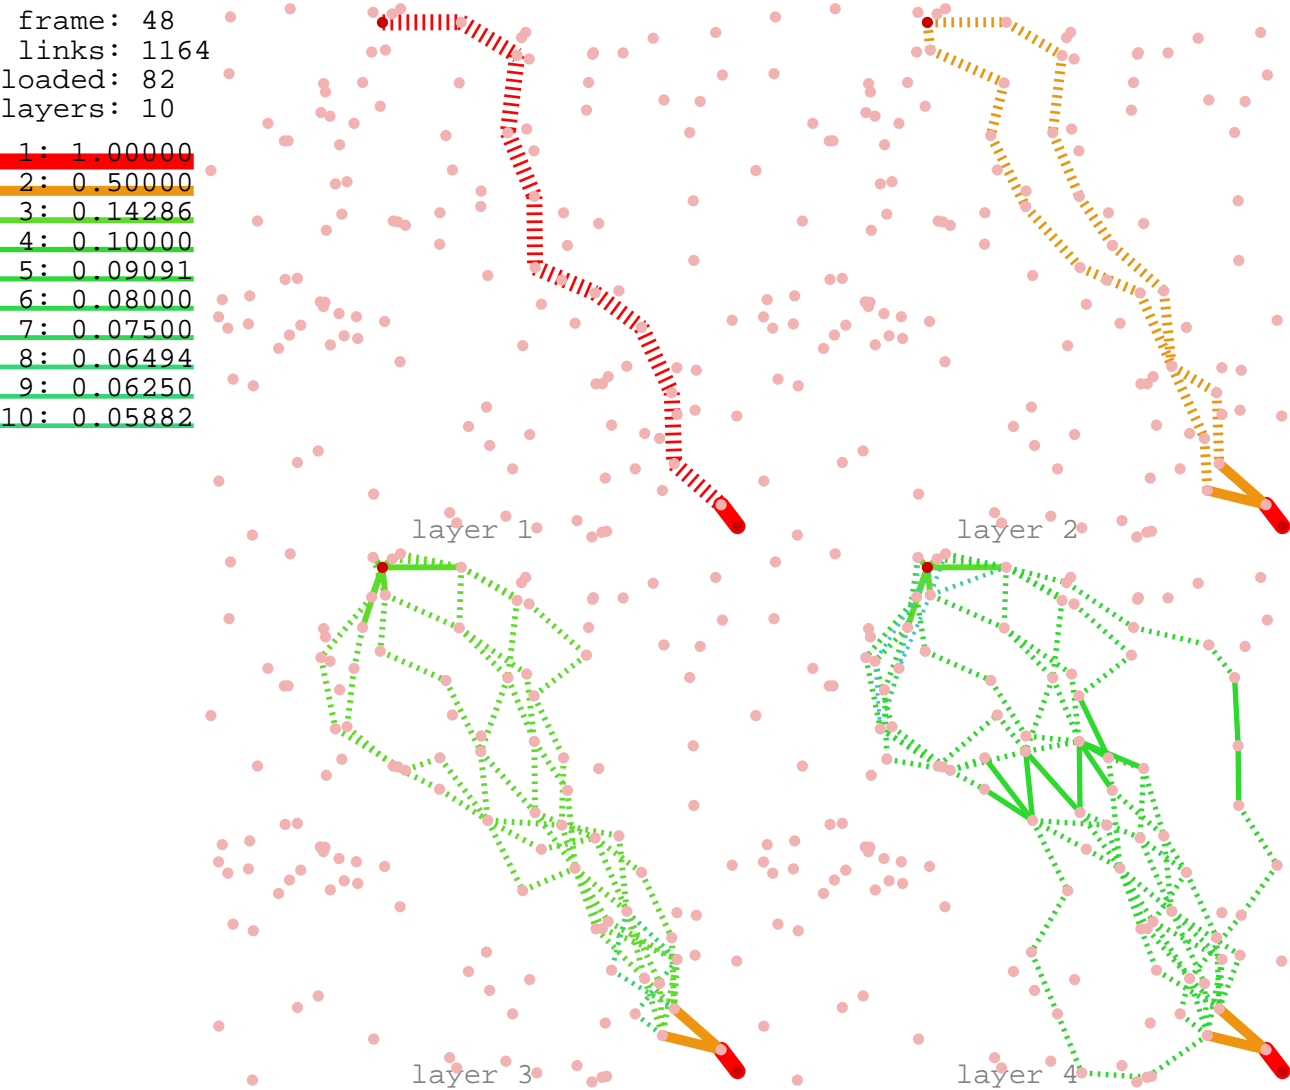 frame: 48
links: 1164
loaded: 82
layers: 10
1: 1.00000
2: 0.50000
3: 0.14286
4: 0.10000
5: 0.09091
6: 0.08000
7: 0.07500
8: 0.06494
9: 0.06250
10: 0.05882
layer 1
layer 2
layer 3
layer 4